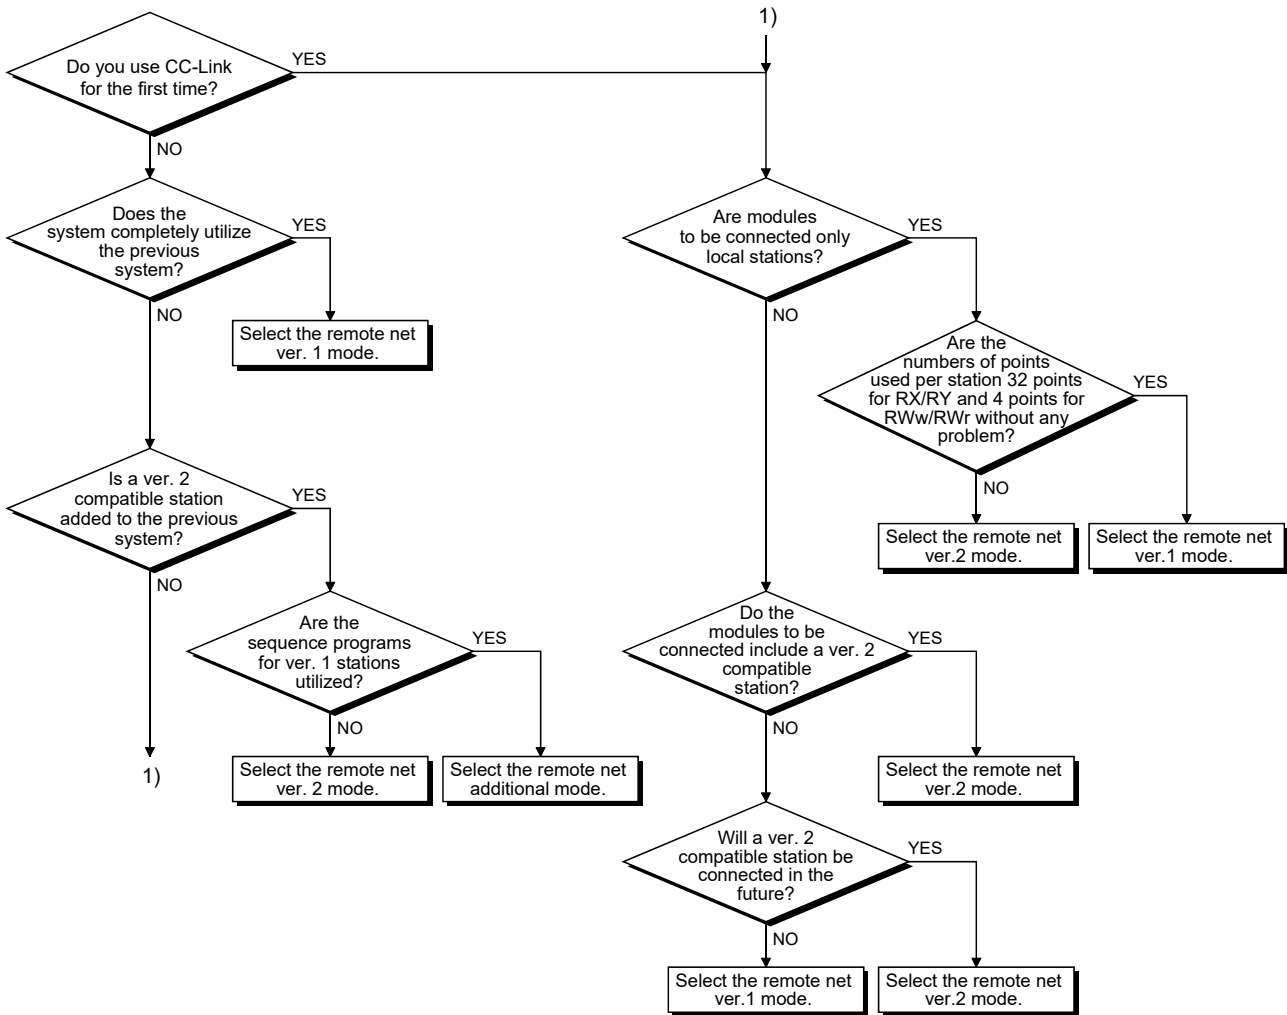 1)
Do you use CC-Link
for the first time?
YES
NO
Does the
system completely utilize
the previous
system?
YES
NO
Select the remote net
ver. 1 mode.
Is a ver. 2
compatible station
added to the previous
system?
YES
NO
1)
Are the
sequence programs
for ver. 1 stations
utilized?
YES
NO
Select the remote net
ver. 2 mode.
Select the remote net
additional mode.
Are modules
to be connected only
local stations?
YES
NO
Are the
numbers of points
used per station 32 points
for RX/RY and 4 points for
RWw/RWr without any
problem?
YES
NO
Select the remote net
ver.2 mode.
Select the remote net
ver.1 mode.
Do the
modules to be
connected include a ver. 2
compatible
station?
YES
NO
Select the remote net
ver.2 mode.
Will a ver. 2
compatible station be
connected in the
future?
YES
NO
Select the remote net
ver.1 mode.
Select the remote net
ver.2 mode.